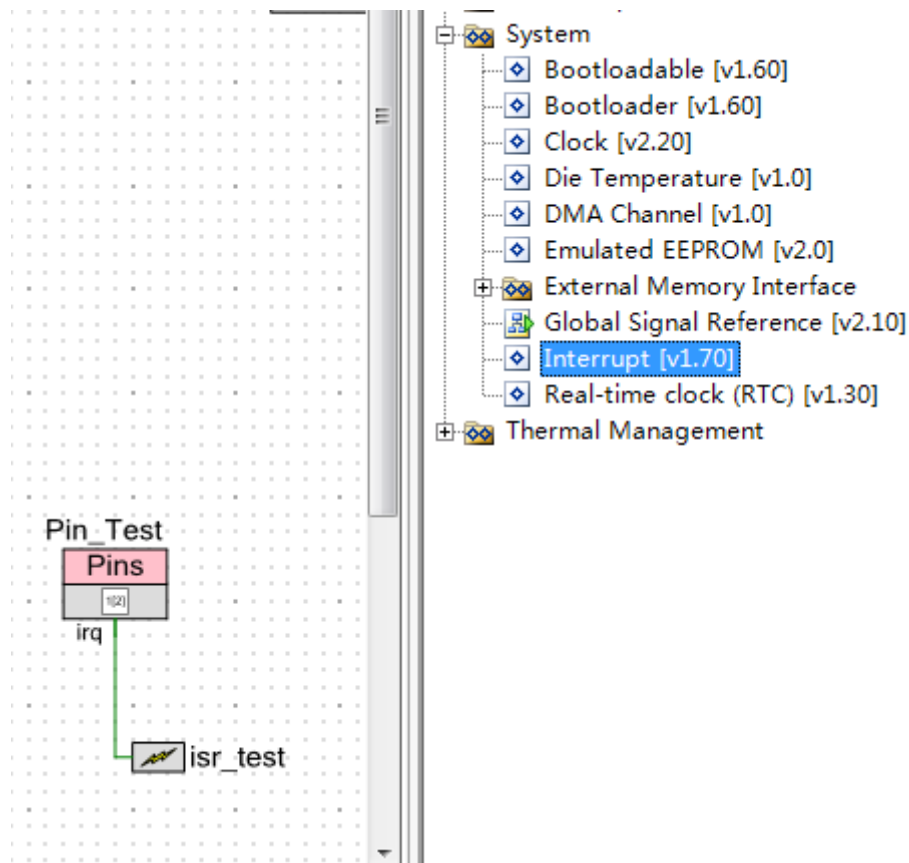 System
Bootloadable [v1.60]
Bootloader [v1.60]
Clock [v2.20]
Die Temperature [v1.0]
DMA Channel [v1.0]
Emulated EEPROM [v2.0]
External Memory Interface
Global Signal Reference [v2.10]
Interrupt [v1.70]
Real-time clock (RTC) [v1.30]
Thermal Management
Pin_Test
Pins
1[2]
irq
isr_test